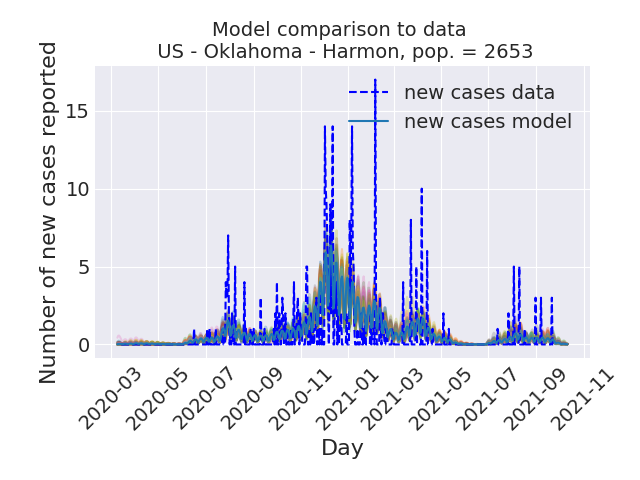 Model comparison to data
US - Oklahoma - Harmon, pop. = 2653
Number of new cases reported
15
10
5
0
new cases data
new cases model
2020-03
2020-05
2020-07
2020-09
2020-11
2021-01
2021-03
2021-05
2021-07
2021-09
2021-11
Day